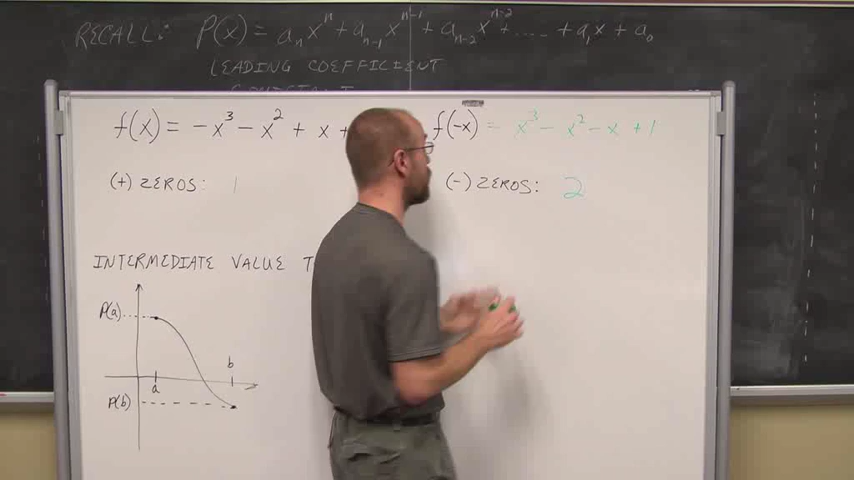 RECALL: P(x) = aₙxⁿ + aₙ₋₁xⁿ⁻¹ + aₙ₋₂xⁿ⁻² + .... + a₁x + a₀
LEADING COEFFICIENT
f(x) = -x³ - x² + x +
f(-x) = x³ - x² - x + 1
(+) ZEROS: 1
(-) ZEROS: 2
INTERMEDIATE VALUE T
P(a)
b
a
P(b)